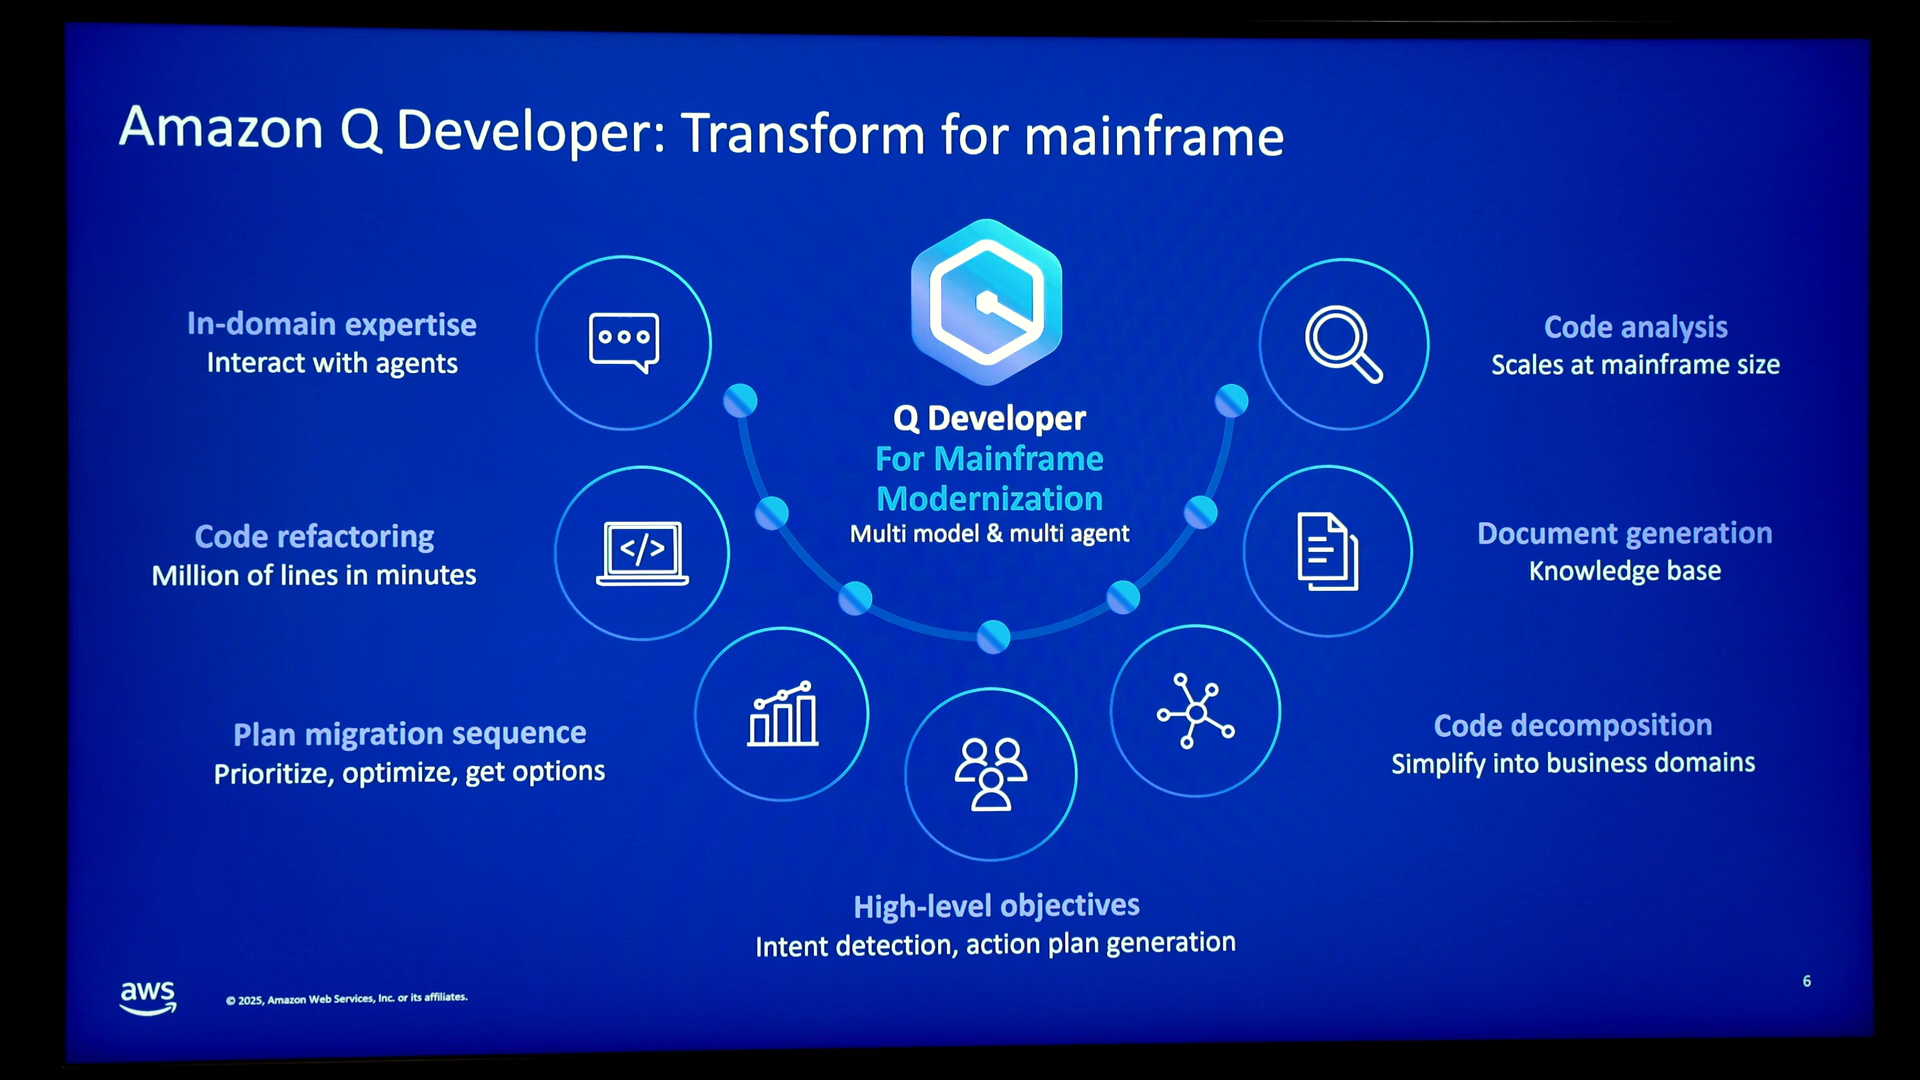 Amazon Q Developer: Transform for mainframe
In-domain expertise
Interact with agents
Code refactoring
Million of lines in minutes
Plan migration sequence
Prioritize, optimize, get options
Q Developer
For Mainframe
Modernization
Multi model & multi agent
High-level objectives
Intent detection, action plan generation
Code analysis
Scales at mainframe size
Document generation
Knowledge base
Code decomposition
Simplify into business domains
</>
aws
© 2025, Amazon Web Services, Inc. or its affiliates.
6